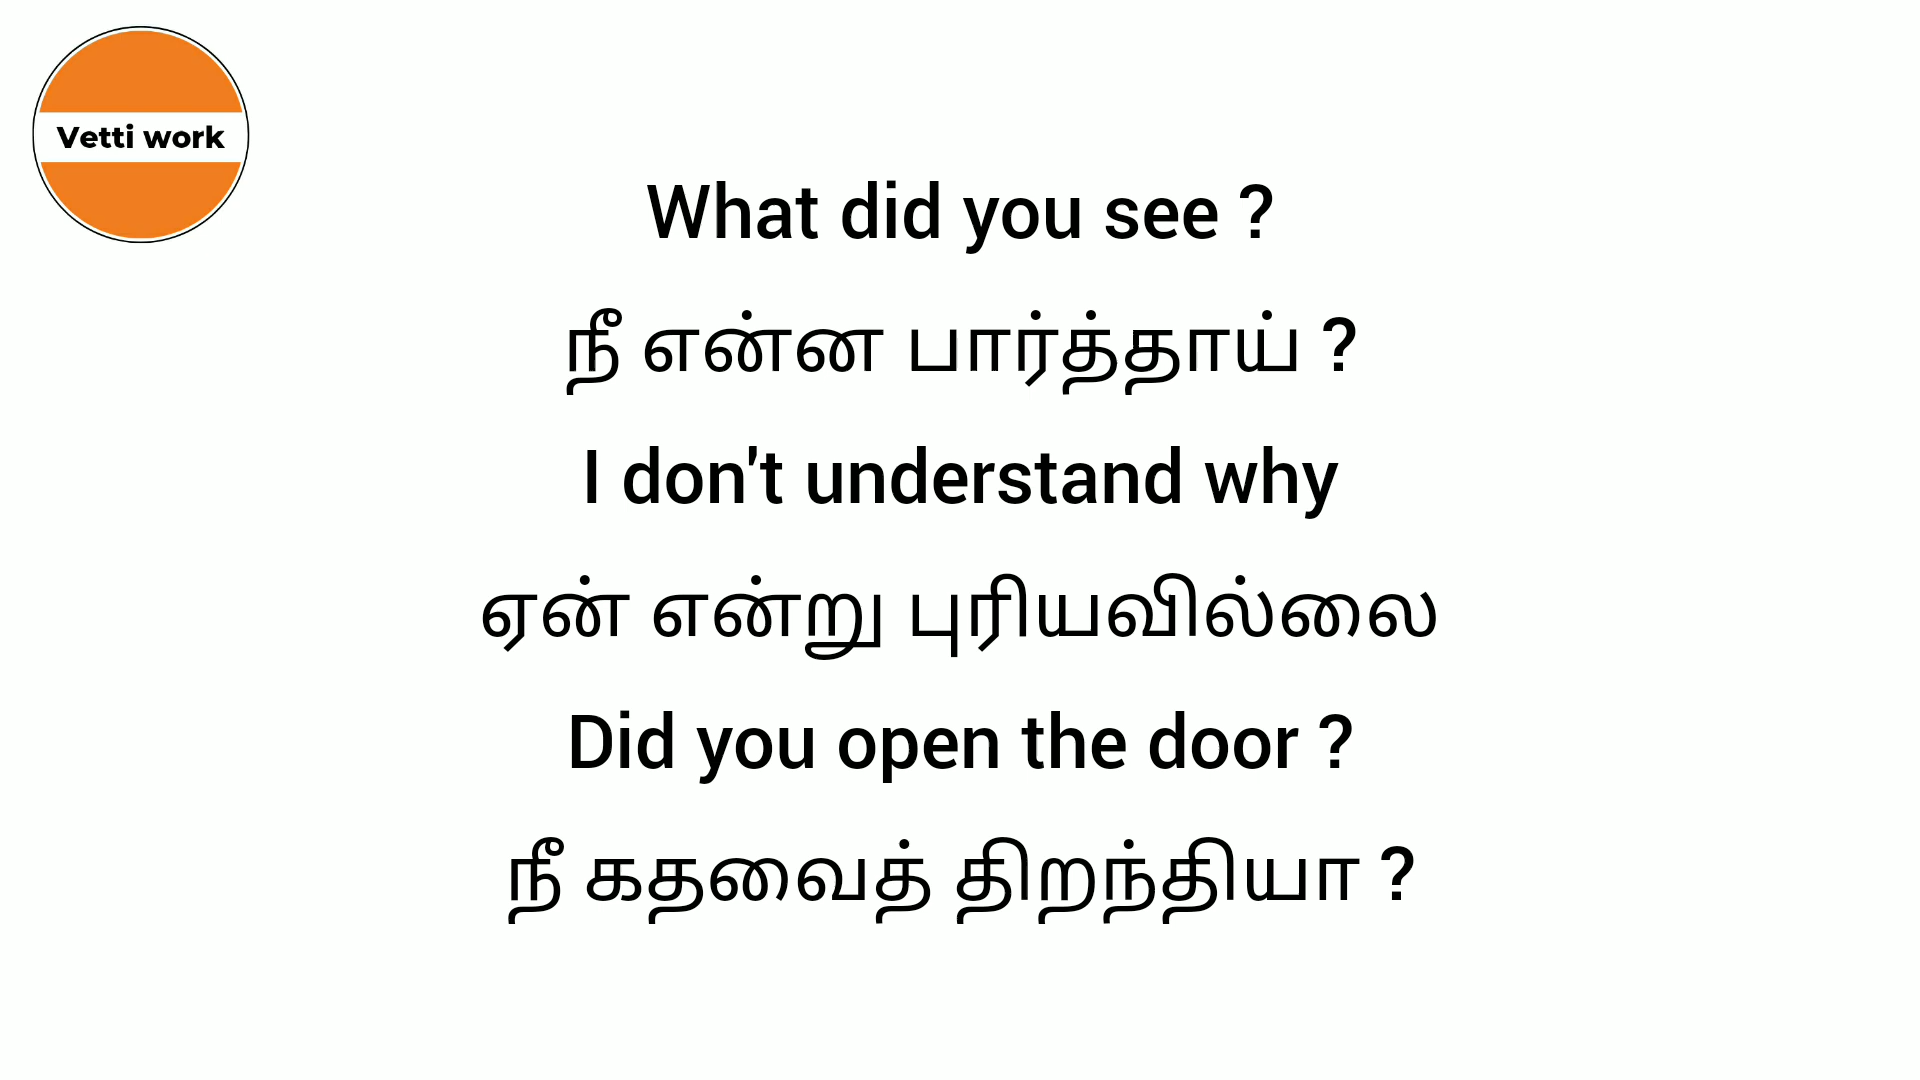 Vetti work
What did you see ?
நீ என்ன பார்த்தாய் ?
I don't understand why
ஏன் என்று புரியவில்லை
Did you open the door ?
நீ கதவைத் திறந்தியா ?